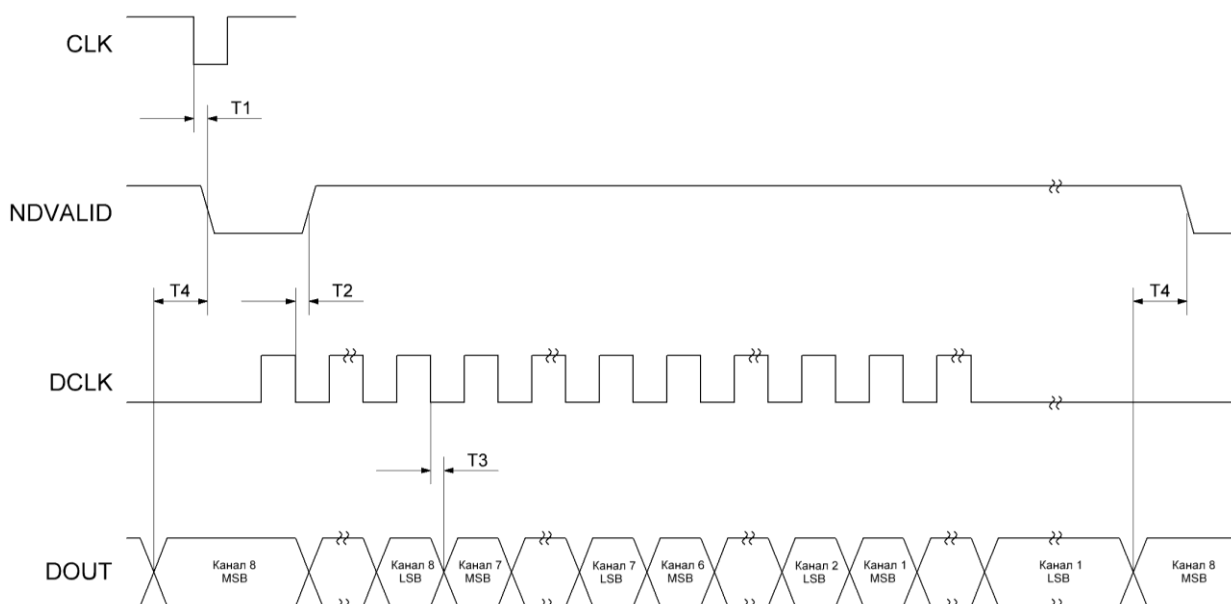 CLK
T1
NDVALID
T4
T2
T4
DCLK
T3
DOUT
Канал 8
MSB
Канал 8
LSB
Канал 7
MSB
Канал 7
LSB
Канал 6
MSB
Канал 2
LSB
Канал 1
MSB
Канал 1
LSB
Канал 8
MSB